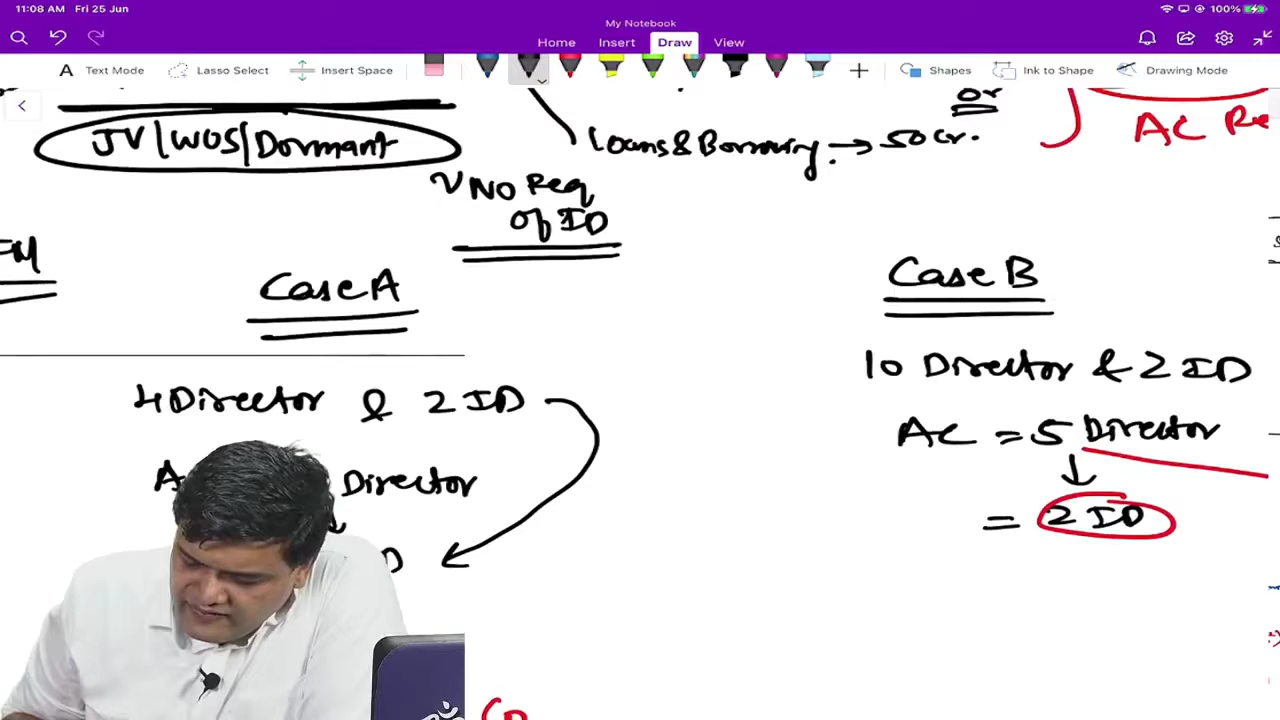 11:08 AM Fri 25 Jun
100%
My Notebook
Home Insert Draw View
Text Mode Lasso Select Insert Space Shapes Ink to Shape Drawing Mode
or
JV/WOS/Dormant
Loans & Borrowing → 50 Cr.
AC
No Req of ID
Case A
Case B
4 Director & 2 ID
10 Director & 2 ID
Director
AC = 5 Director
= 2 ID